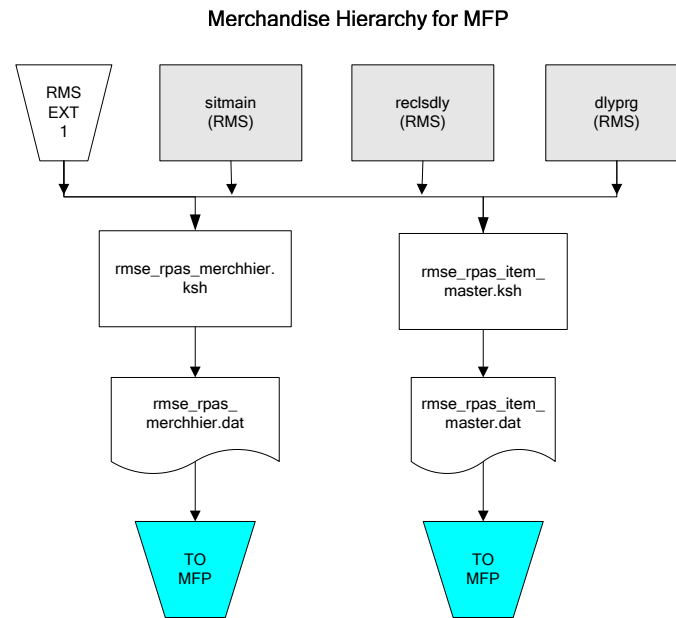 Merchandise Hierarchy for MFP
RMS
EXT
1
sitmain
(RMS)
reclsdly
(RMS)
dlyprg
(RMS)
rmse_rpas_merchhier.
ksh
rmse_rpas_item_
master.ksh
rmse_rpas_
merchhier.dat
rmse_rpas_item_
master.dat
TO
MFP
TO
MFP